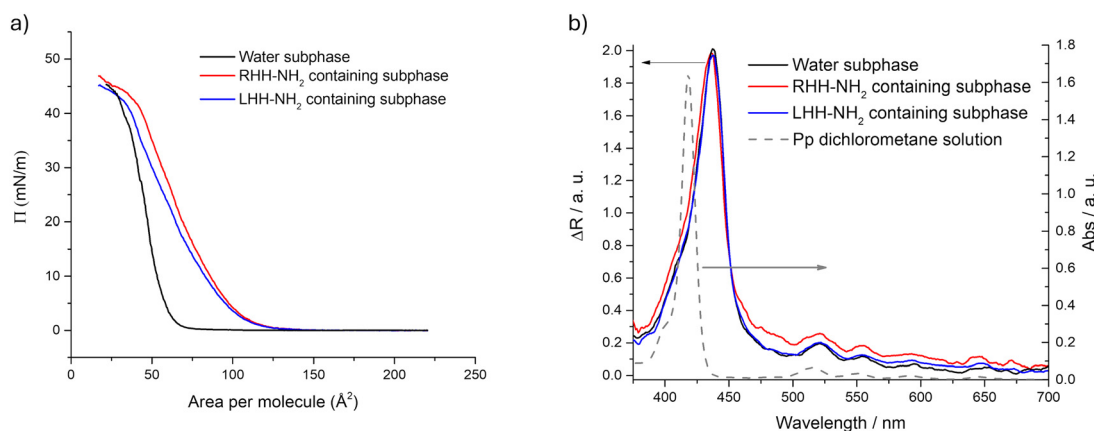 a)
Π (mN/m)
50
40
30
20
10
0
0 50 100 150 200 250
Area per molecule (Å²)
Water subphase
RHH-NH₂ containing subphase
LHH-NH₂ containing subphase
b)
ΔR / a. u.
2.0
1.8
1.6
1.4
1.2
2.0
0.8
0.6
0.4
0.2
0.0
400 450 500 550 600 650 700
Wavelength / nm
Water subphase
RHH-NH₂ containing subphase
LHH-NH₂ containing subphase
Pp dichlorometane solution
1.8
1.6
1.4
1.2
1.0
0.8
0.6
0.4
0.2
0.0
Abs / a. u.